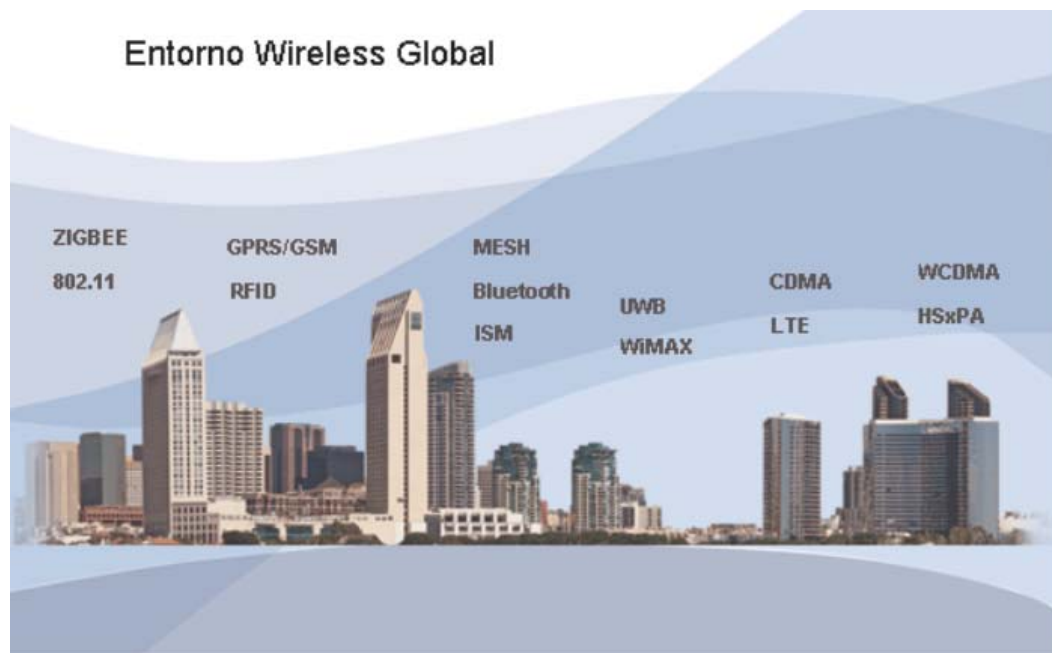 Entorno Wireless Global
ZIGBEE
802.11
GPRS/GSM
RFID
MESH
Bluetooth
ISM
UWB
WiMAX
CDMA
LTE
WCDMA
HSxPA